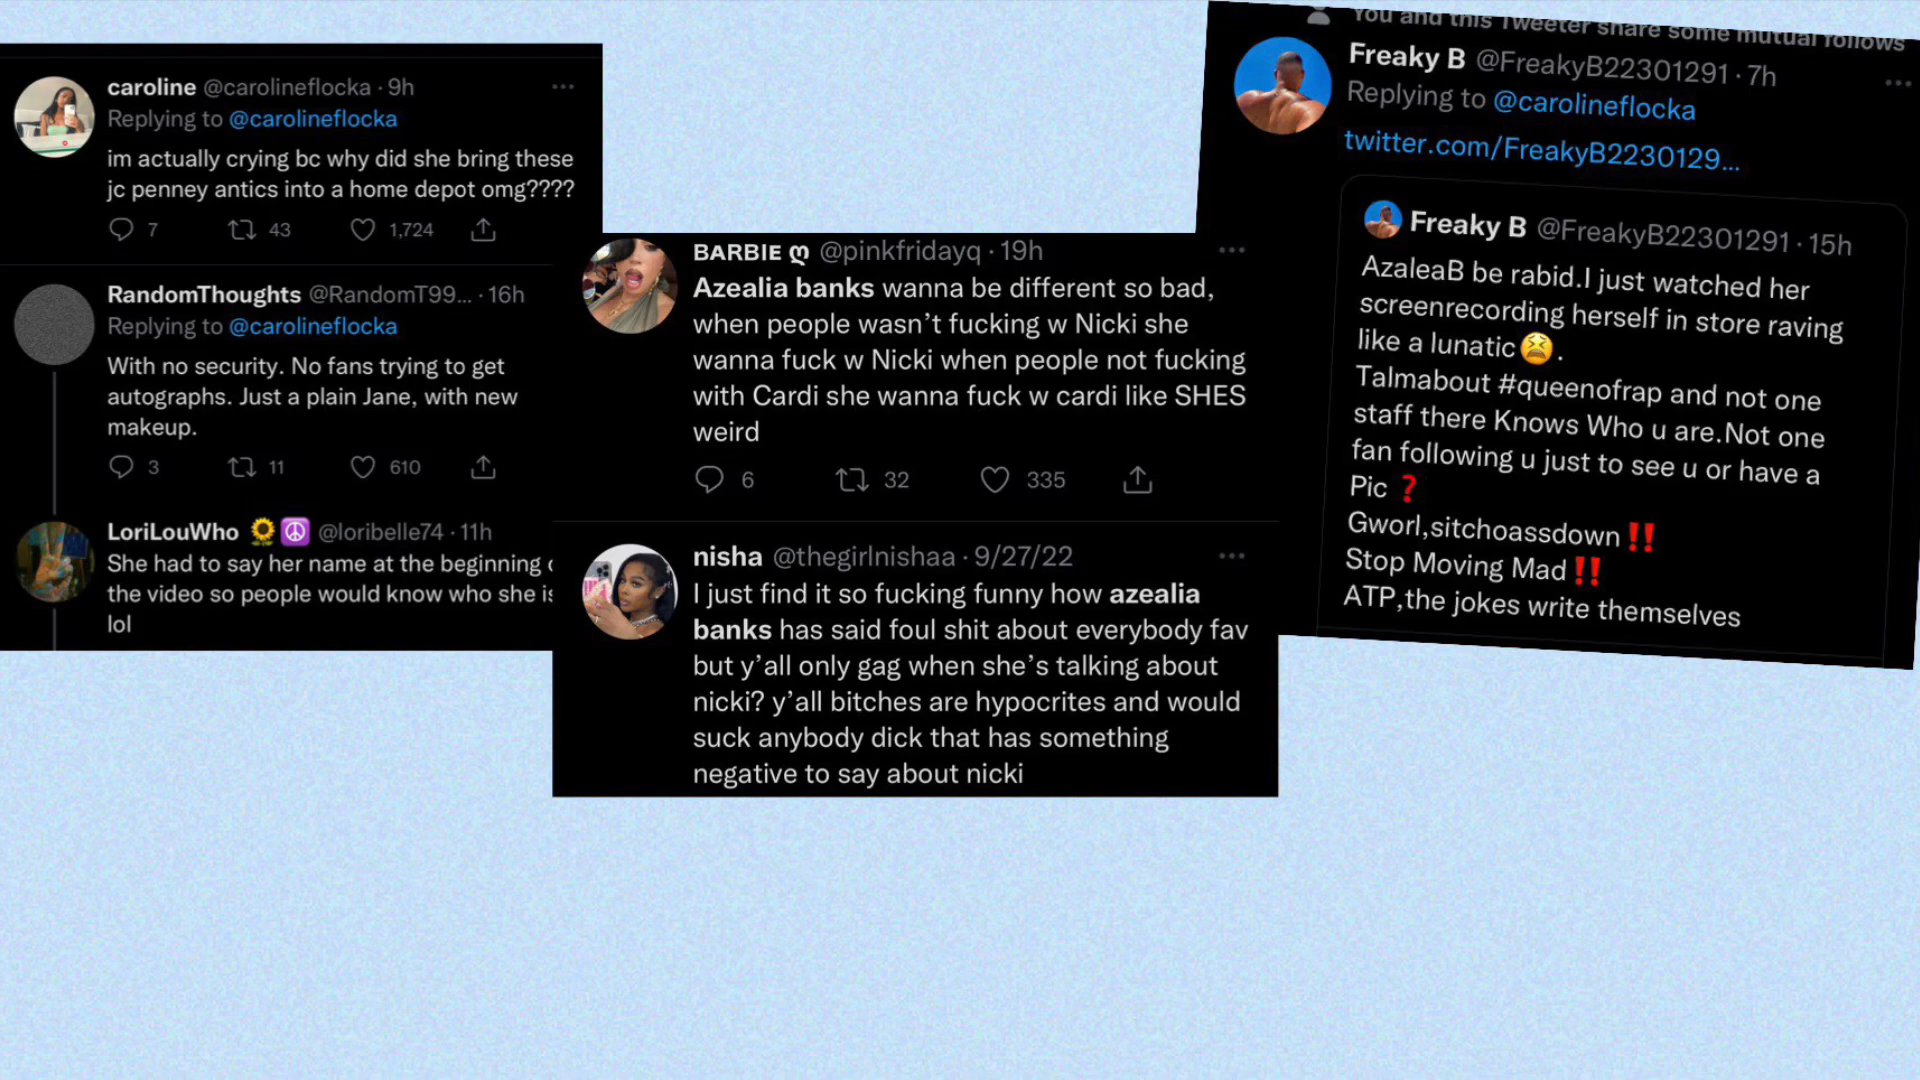 caroline @carolineflocka · 9h
Replying to @carolineflocka
im actually crying bc why did she bring these
jc penney antics into a home depot omg????
7 43 1,724
RandomThoughts @RandomT99... · 16h
Replying to @carolineflocka
With no security. No fans trying to get
autographs. Just a plain Jane, with new
makeup.
3 11 610
LoriLouWho 🌻☮️ @loribelle74 · 11h
She had to say her name at the beginning
the video so people would know who she is
lol
BARBIE ღ @pinkfridayq · 19h
Azealia banks wanna be different so bad,
when people wasn’t fucking w Nicki she
wanna fuck w Nicki when people not fucking
with Cardi she wanna fuck w cardi like SHES
weird
6 32 335
nisha @thegirlnishaa · 9/27/22
I just find it so fucking funny how azealia
banks has said foul shit about everybody fav
but y’all only gag when she’s talking about
nicki? y’all bitches are hypocrites and would
suck anybody dick that has something
negative to say about nicki
You and this Tweeter share some mutual follows
Freaky B @FreakyB22301291 · 7h
Replying to @carolineflocka
twitter.com/FreakyB2230129...
Freaky B @FreakyB22301291 · 15h
AzaleaB be rabid.I just watched her
screenrecording herself in store raving
like a lunatic😫.
Talmabout #queenofrap and not one
staff there Knows Who u are.Not one
fan following u just to see u or have a
Pic ❓
Gworl,sitchoassdown‼️
Stop Moving Mad‼️
ATP,the jokes write themselves